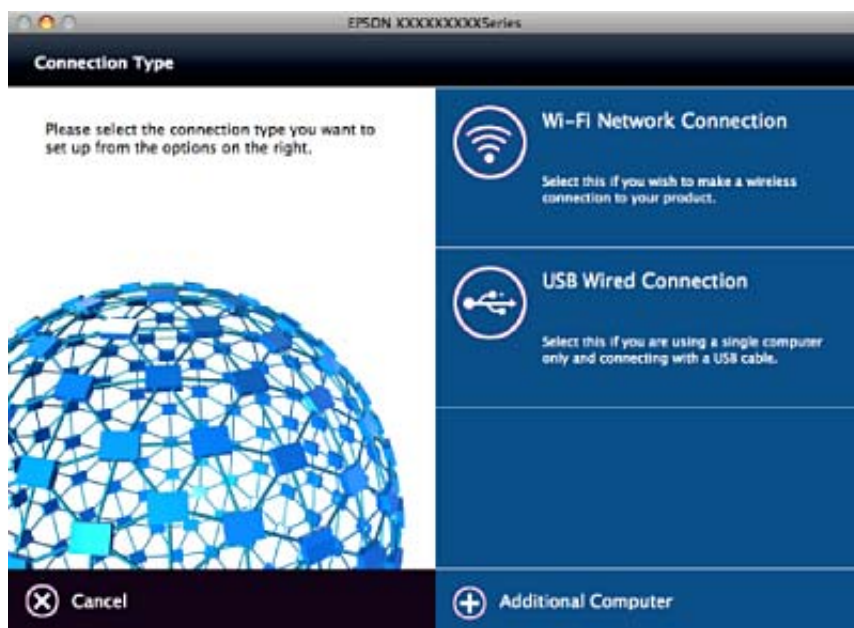 EPSON XXXXXXXXXSeries
Connection Type
Please select the connection type you want to
set up from the options on the right.
Wi-Fi Network Connection
Select this if you wish to make a wireless
connection to your product.
USB Wired Connection
Select this if you are using a single computer
only and connecting with a USB cable.
Cancel
Additional Computer